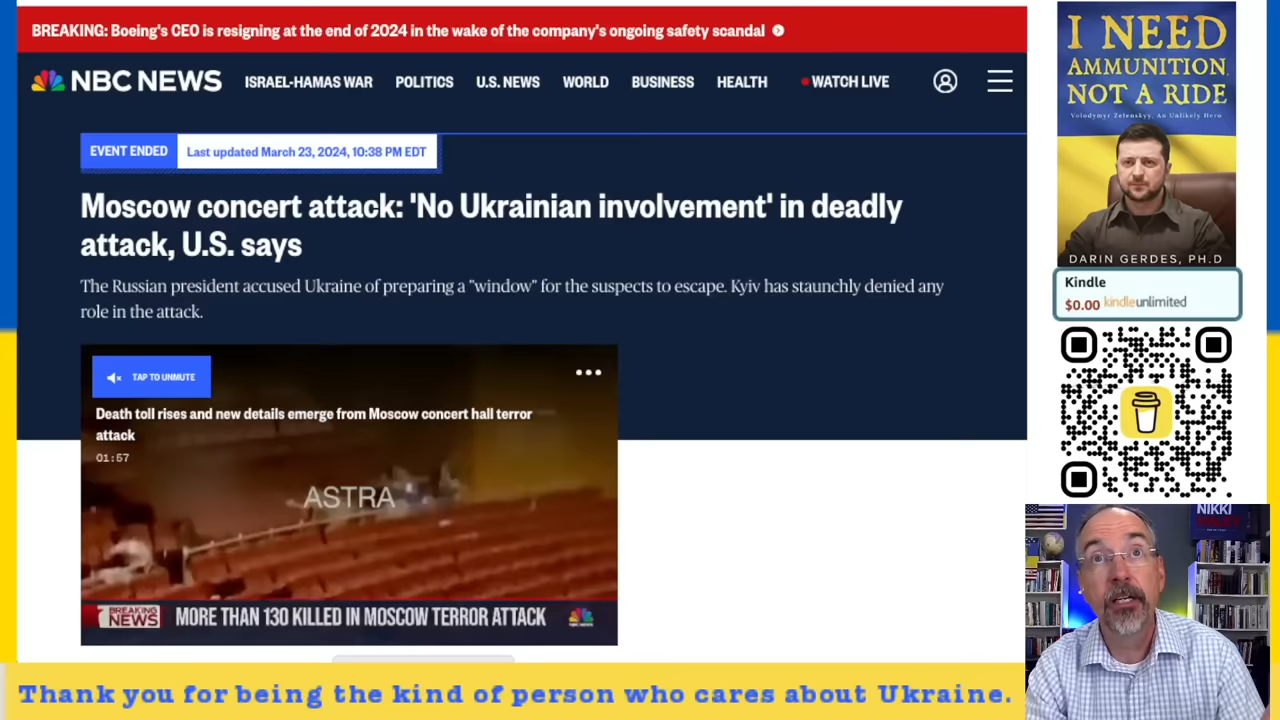 BREAKING: Boeing's CEO is resigning at the end of 2024 in the wake of the company's ongoing safety scandal
NBC NEWS
ISRAEL-HAMAS WAR POLITICS U.S. NEWS WORLD BUSINESS HEALTH WATCH LIVE
EVENT ENDED Last updated March 23, 2024, 10:38 PM EDT
Moscow concert attack: 'No Ukrainian involvement' in deadly
attack, U.S. says
The Russian president accused Ukraine of preparing a "window" for the suspects to escape. Kyiv has staunchly denied any
role in the attack.
TAP TO UNMUTE
Death toll rises and new details emerge from Moscow concert hall terror
attack
01:57
ASTRA
BREAKING
NEWS
MORE THAN 130 KILLED IN MOSCOW TERROR ATTACK
I NEED
AMMUNITION,
NOT A RIDE
Volodymyr Zelenskyy, An Unlikely Hero
DARIN GERDES, PH.D
Kindle
$0.00 kindleunlimited
NIKKI
Thank you for being the kind of person who cares about Ukraine.